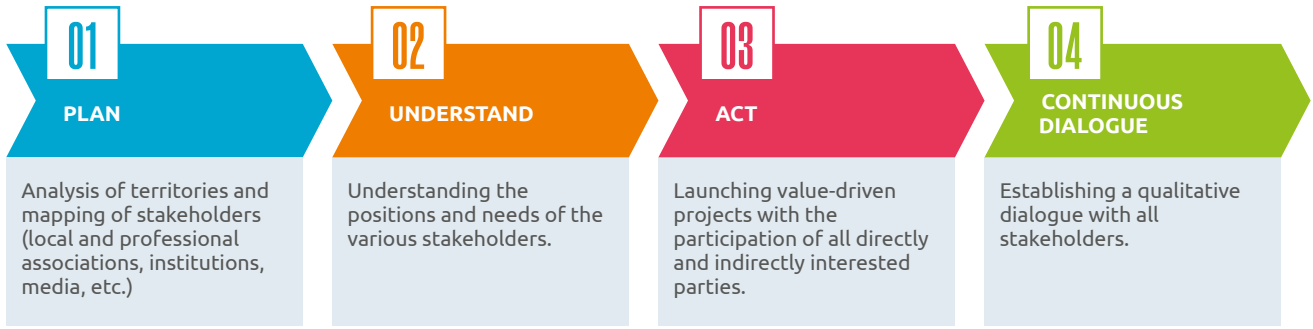 01
PLAN
Analysis of territories and
mapping of stakeholders
(local and professional
associations, institutions,
media, etc.)
02
UNDERSTAND
Understanding the
positions and needs of the
various stakeholders.
03
ACT
Launching value-driven
projects with the
participation of all directly
and indirectly interested
parties.
04
CONTINUOUS
DIALOGUE
Establishing a qualitative
dialogue with all
stakeholders.